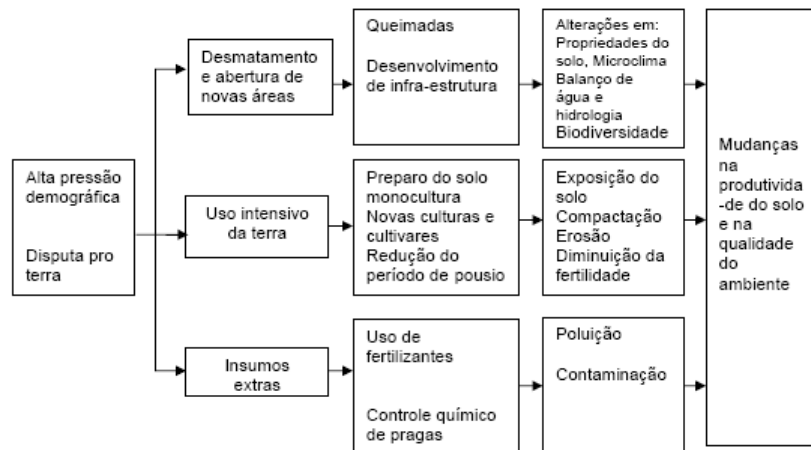 Alta pressão
demográfica
Disputa pro
terra
Desmatamento
e abertura de
novas áreas
Queimadas
Desenvolvimento
de infra-estrutura
Alterações em:
Propriedades do
solo, Microclima
Balanço de
água e
hidrologia
Biodiversidade
Uso intensivo
da terra
Preparo do solo
monocultura
Novas culturas e
cultivares
Redução do
período de pousio
Exposição do
solo
Compactação
Erosão
Diminuição da
fertilidade
Insumos
extras
Uso de
fertilizantes
Controle químico
de pragas
Poluição
Contaminação
Mudanças
na
produtivida
-de do solo
e na
qualidade
do
ambiente